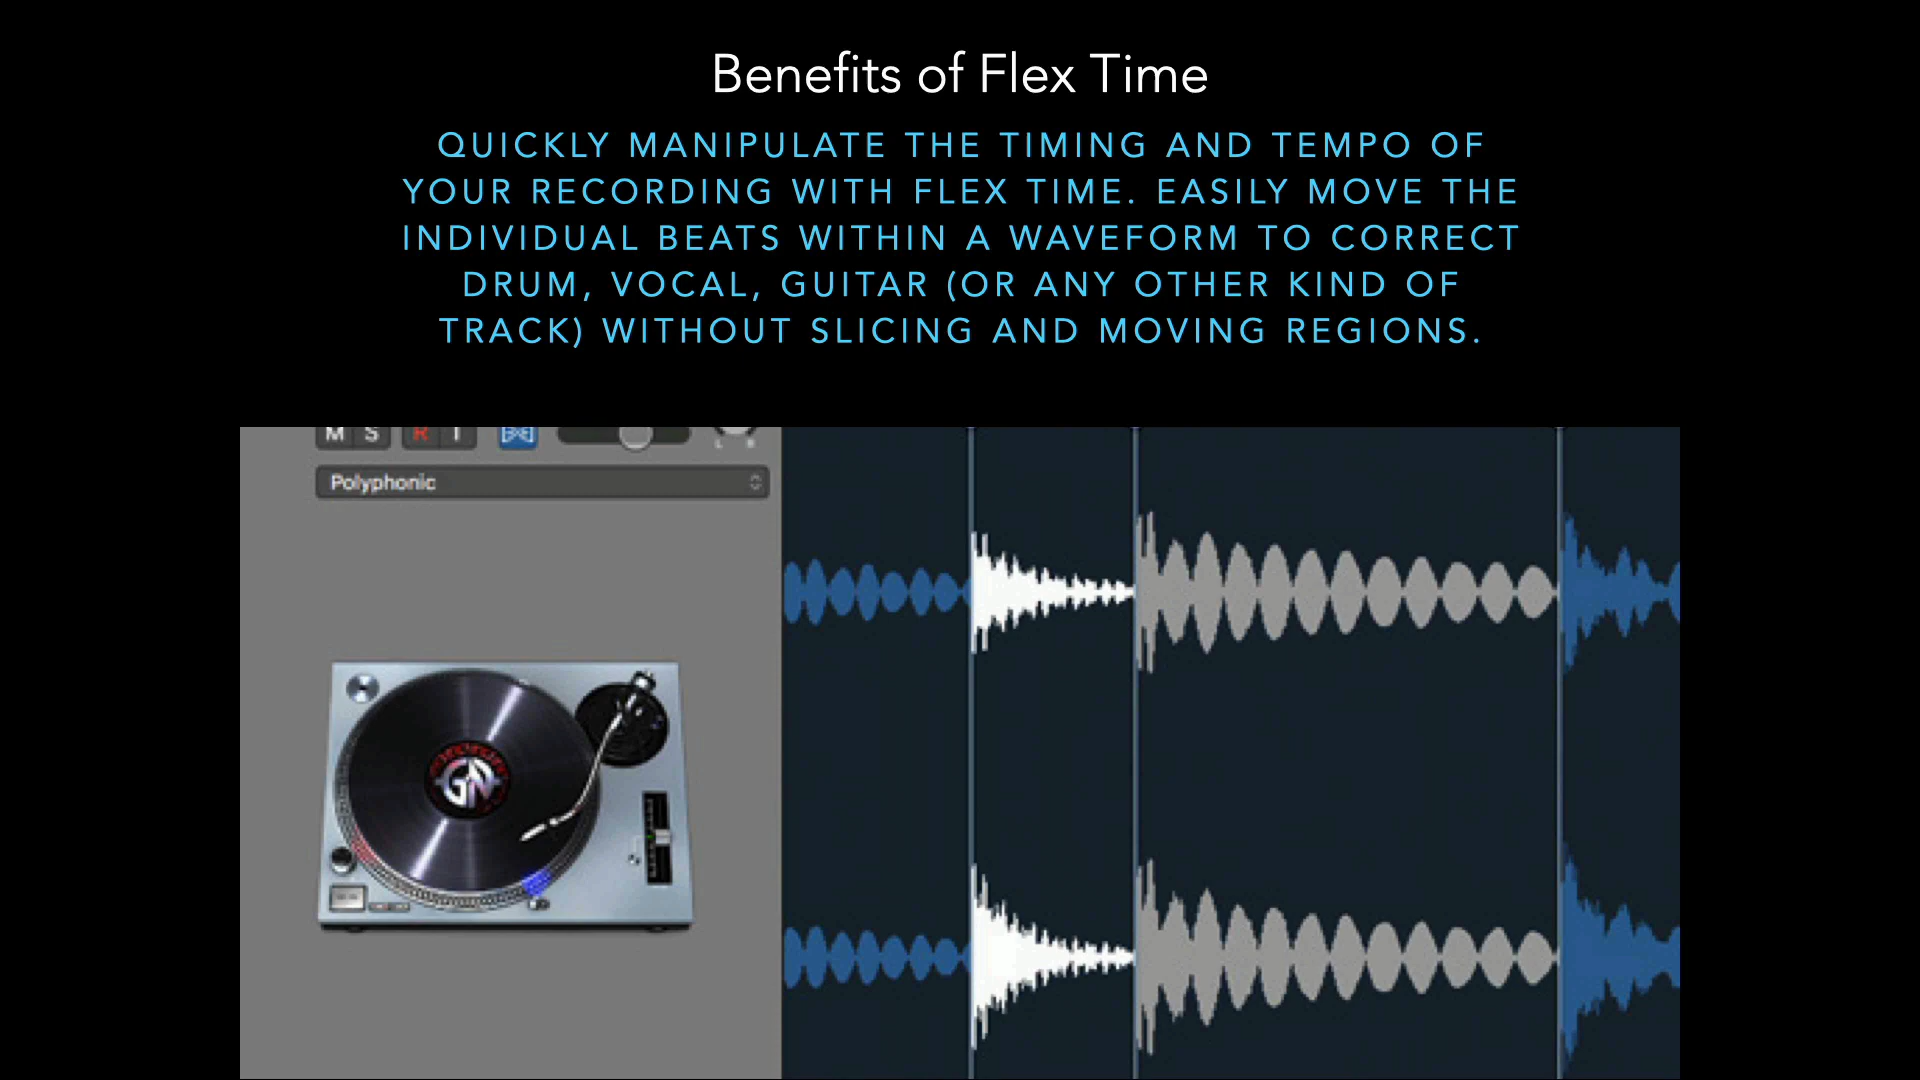 Benefits of Flex Time
QUICKLY MANIPULATE THE TIMING AND TEMPO OF
YOUR RECORDING WITH FLEX TIME. EASILY MOVE THE
INDIVIDUAL BEATS WITHIN A WAVEFORM TO CORRECT
DRUM, VOCAL, GUITAR (OR ANY OTHER KIND OF
TRACK) WITHOUT SLICING AND MOVING REGIONS.
M S R I L R
Polyphonic
GN